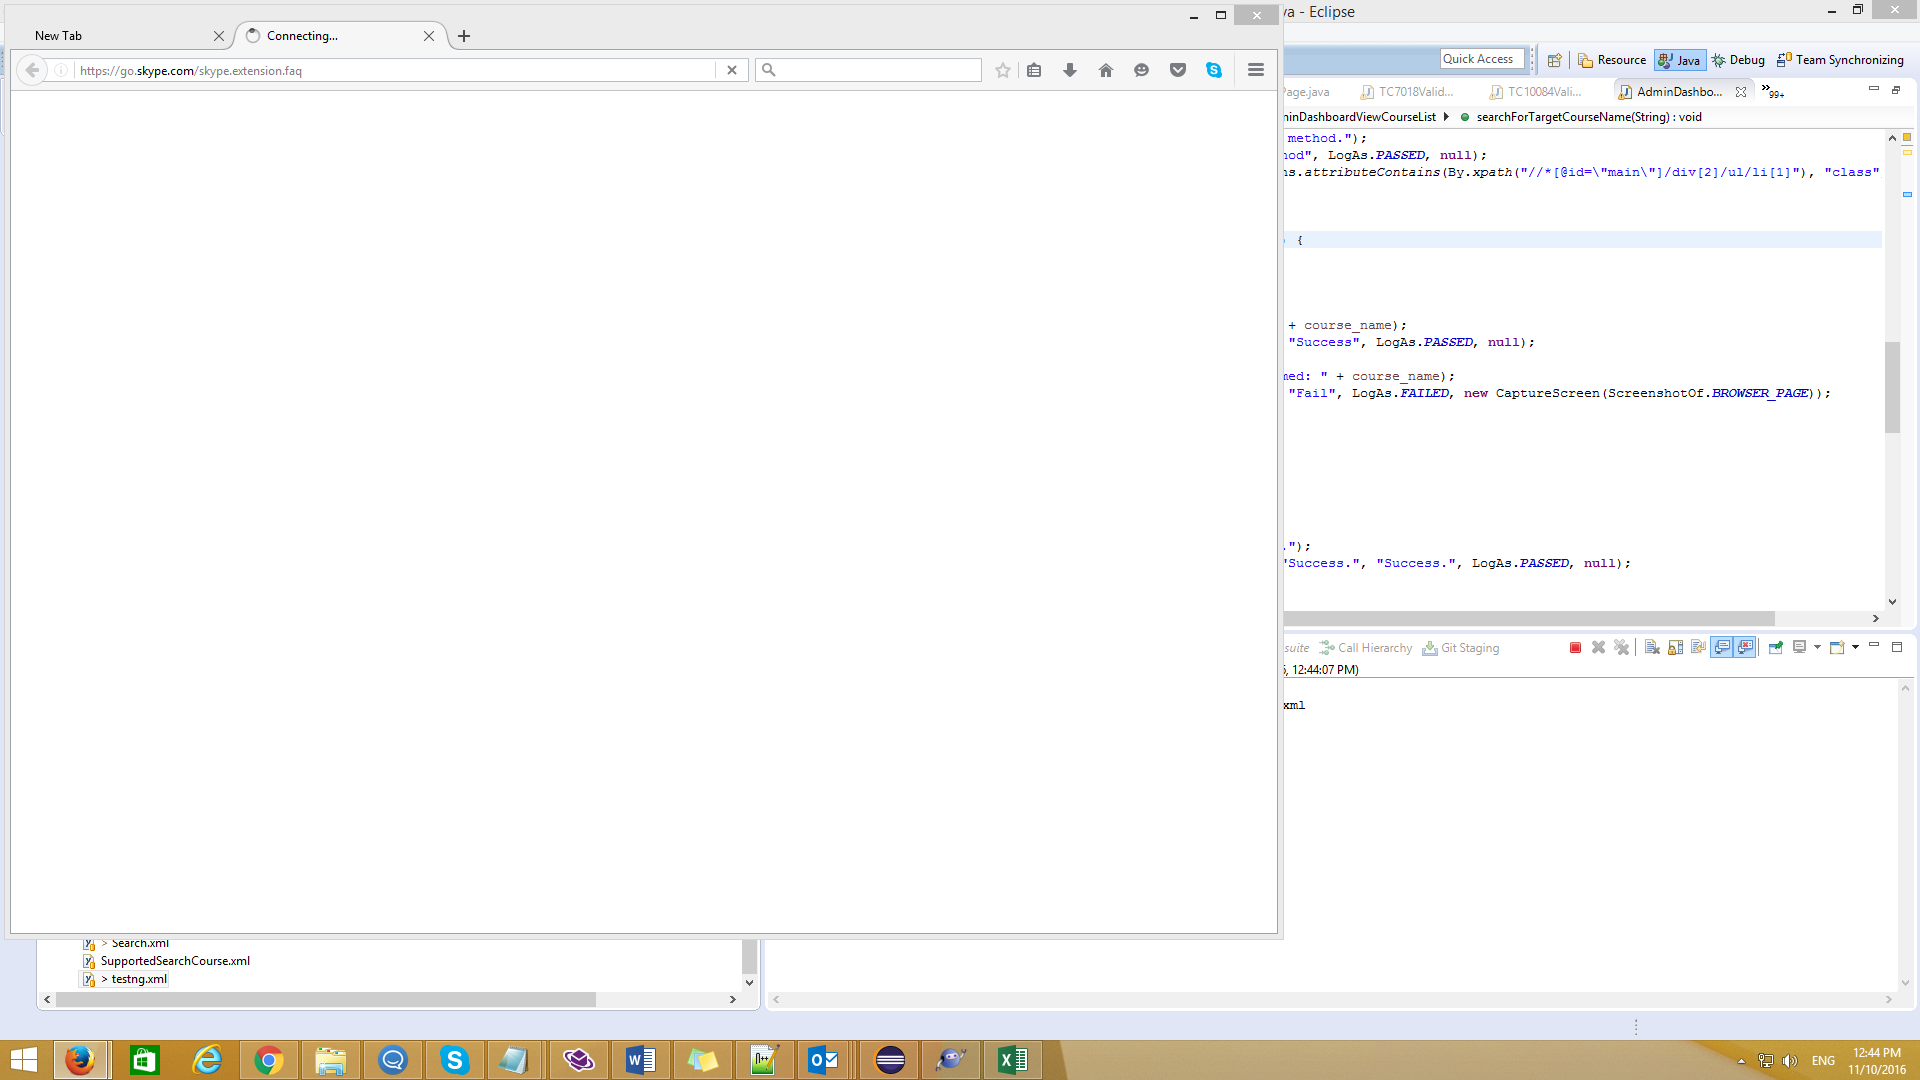 va - Eclipse
New Tab
Connecting...
https://go.skype.com/skype.extension.faq
Quick Access
Resource
Java
Debug
Team Synchronizing
Page.java
TC7018Valid...
TC10084Vali...
AdminDashbo...
99+
minDashboardViewCourseList
searchForTargetCourseName(String) : void
method.");
hod", LogAs.PASSED, null);
ns.attributeContains(By.xpath("//*[@id=\"main\"]/div[2]/ul/li[1]"), "class"
) {
+ course_name);
"Success", LogAs.PASSED, null);
med: " + course_name);
"Fail", LogAs.FAILED, new CaptureScreen(ScreenshotOf.BROWSER_PAGE));
.");
"Success.", "Success.", LogAs.PASSED, null);
suite
Call Hierarchy
Git Staging
6, 12:44:07 PM)
xml
> Search.xml
SupportedSearchCourse.xml
> testng.xml
ENG
12:44 PM
11/10/2016